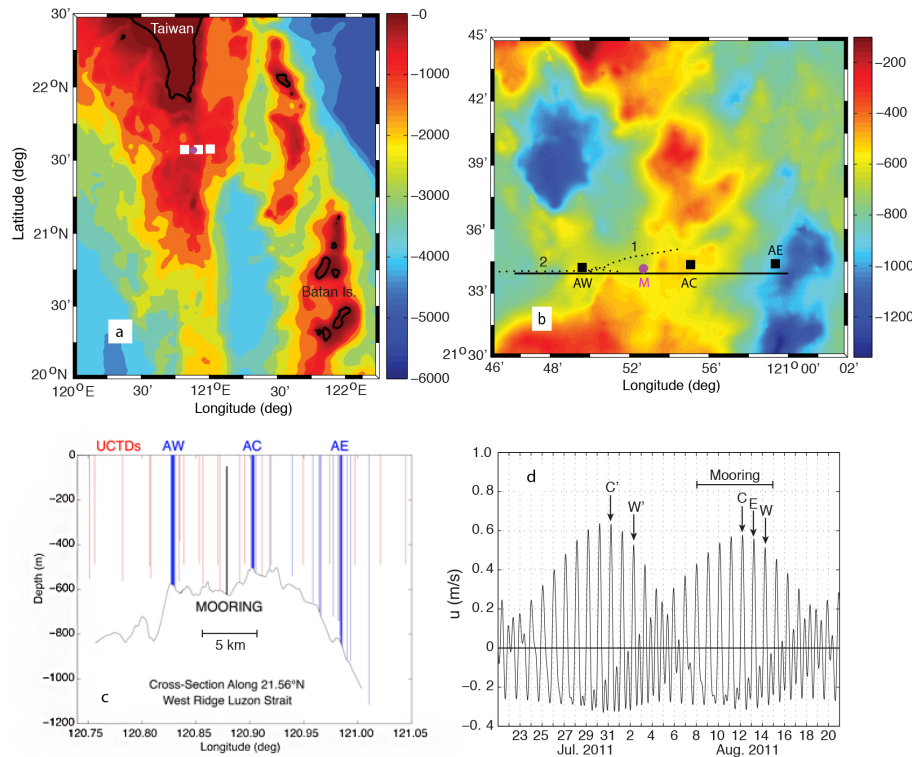 30'
22°N
30'
21°N
30'
20°N
120°E
30'
121°E
30'
122°E
Latitude (deg)
Longitude (deg)
Taiwan
Batan Is.
a
−0
−1000
−2000
−3000
−4000
−5000
−6000
45'
42'
39'
36'
33'
21°30'
46'
48'
52'
56'
121°00'
02'
Longitude (deg)
1
2
AW
M
AC
AE
b
−200
−400
−600
−800
−1000
−1200
UCTDs
AW
AC
AE
0
−200
−400
−600
−800
−1000
−1200
Depth (m)
MOORING
5 km
c
Cross-Section Along 21.56°N
West Ridge Luzon Strait
120.75
120.80
120.85
120.90
120.95
121.00
121.05
Longitude (deg)
d
Mooring
C'
W'
C
E
W
1
0.8
0.6
0.4
0.2
0
−0.2
−0.4
u (m/s)
23
25
27
29
31
2
4
6
8
10
12
14
16
18
20
Jul. 2011
Aug. 2011